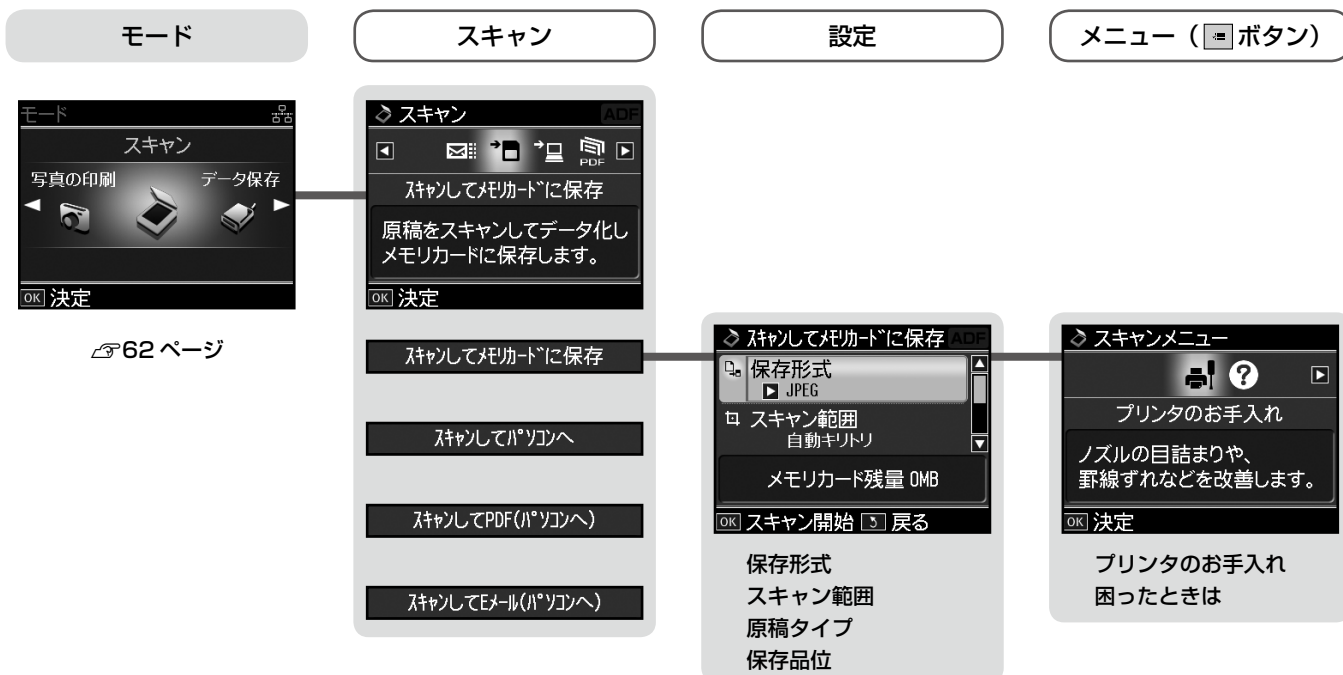 モード
スキャン
設定
メニュー（ボタン）
モード
スキャン
写真の印刷
データ保存
OK 決定
62 ページ
スキャン ADF
PDF
ｽｷｬﾝしてﾒﾓﾘｶｰﾄﾞに保存
原稿をスキャンしてデータ化し
メモリカードに保存します。
OK 決定
ｽｷｬﾝしてﾒﾓﾘｶｰﾄﾞに保存
ｽｷｬﾝしてﾊﾟｿｺﾝへ
ｽｷｬﾝしてPDF(ﾊﾟｿｺﾝへ)
ｽｷｬﾝしてEﾒｰﾙ(ﾊﾟｿｺﾝへ)
ｽｷｬﾝしてﾒﾓﾘｶｰﾄﾞに保存 ADF
保存形式
JPEG
スキャン範囲
自動キリトリ
メモリカード残量 0MB
OK スキャン開始 戻る
保存形式
スキャン範囲
原稿タイプ
保存品位
スキャンメニュー
?
プリンタのお手入れ
ノズルの目詰まりや、
罫線ずれなどを改善します。
OK 決定
プリンタのお手入れ
困ったときは